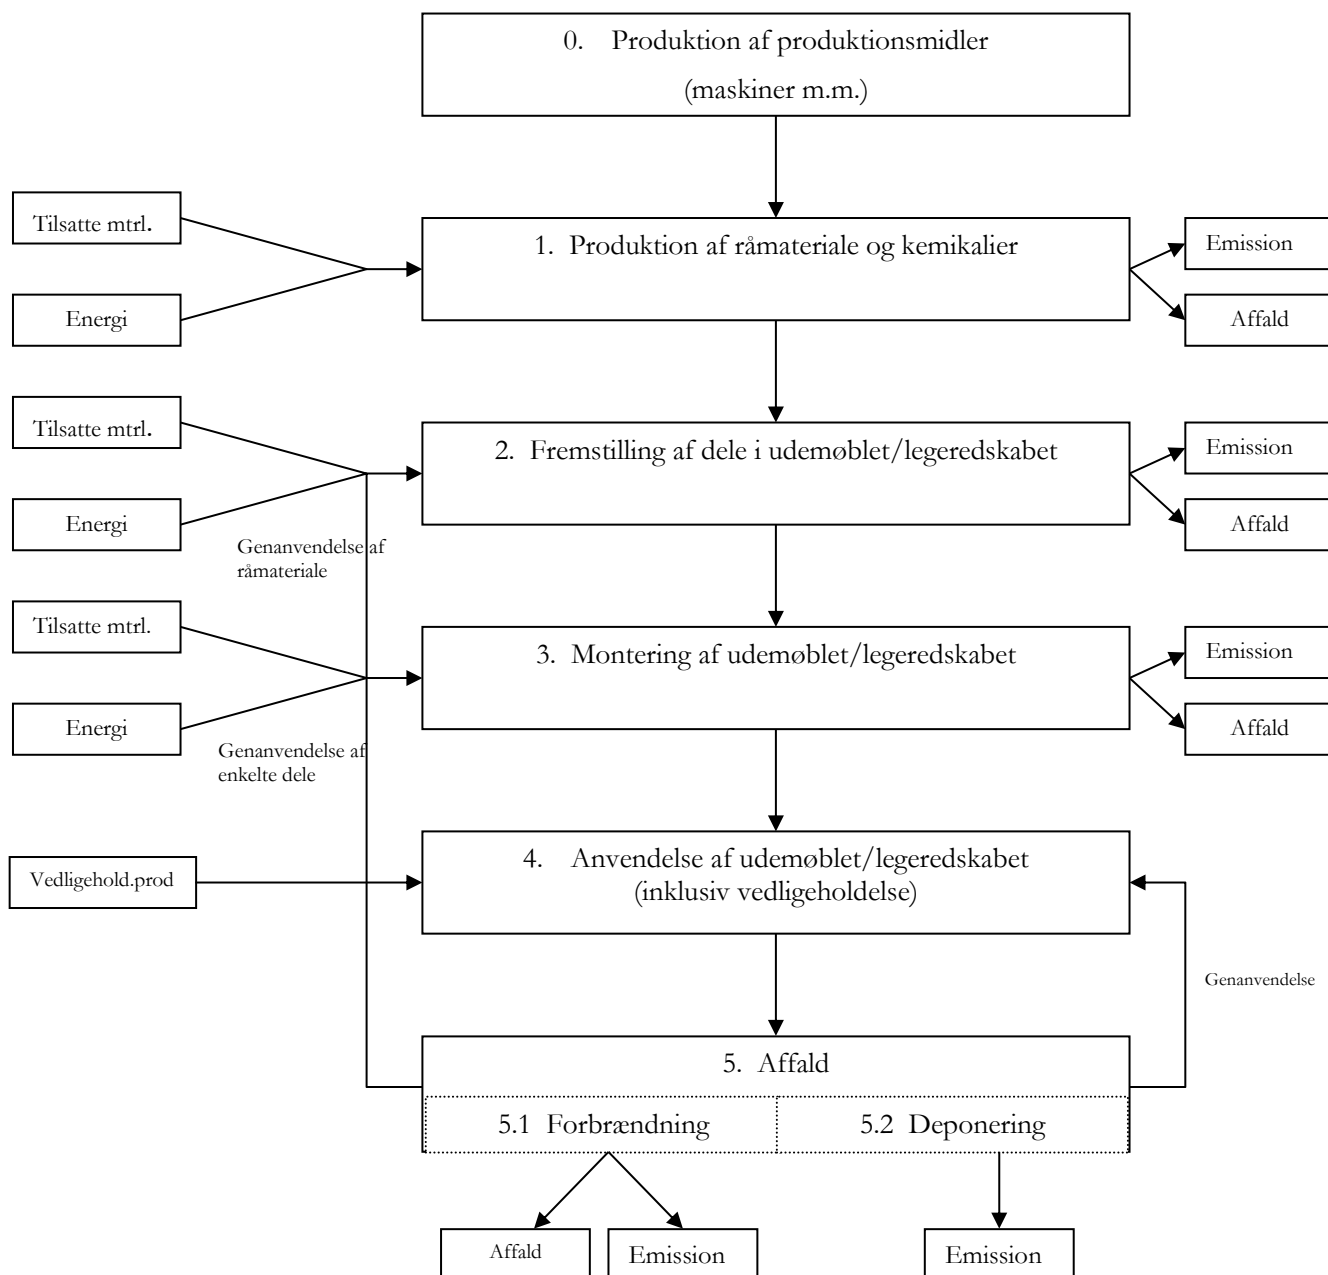 0. Produktion af produktionsmidler
(maskiner m.m.)
Tilsatte mtrl.
Energi
1. Produktion af råmateriale og kemikalier
Emission
Affald
Tilsatte mtrl.
Energi
2. Fremstilling af dele i udemøblet/legeredskabet
Emission
Affald
Genanvendelse af
råmateriale
Tilsatte mtrl.
Energi
3. Montering af udemøblet/legeredskabet
Emission
Affald
Genanvendelse af
enkelte dele
Vedligehold.prod
4. Anvendelse af udemøblet/legeredskabet
(inklusiv vedligeholdelse)
Genanvendelse
5. Affald
5.1 Forbrændning
5.2 Deponering
Affald
Emission
Emission